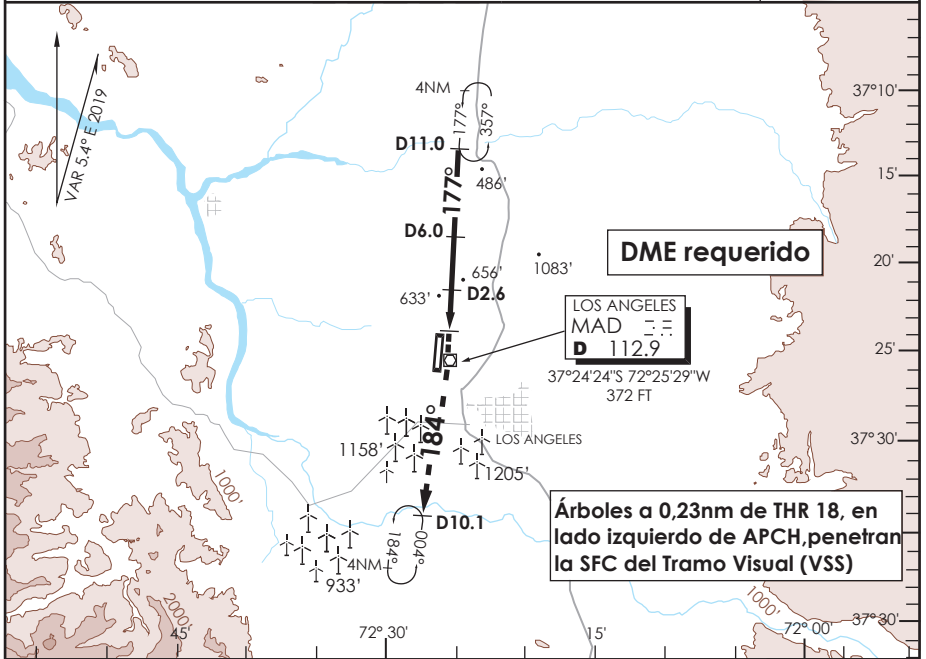 VAR 5.4° E 2019
4NM
177°
357°
D11.0
177°
486'
D6.0
656'
1083'
633'
D2.6
DME requerido
LOS ANGELES
MAD
D 112.9
37°24'24"S 72°25'29"W
372 FT
184°
1158'
LOS ANGELES
1205'
D10.1
184°
004°
4NM
933'
Árboles a 0,23nm de THR 18, en
lado izquierdo de APCH,penetran
la SFC del Tramo Visual (VSS)
1000'
2000'
1000'
37°10'
15'
20'
25'
37°30'
37°30'
45'
72°30'
15'
72°00'